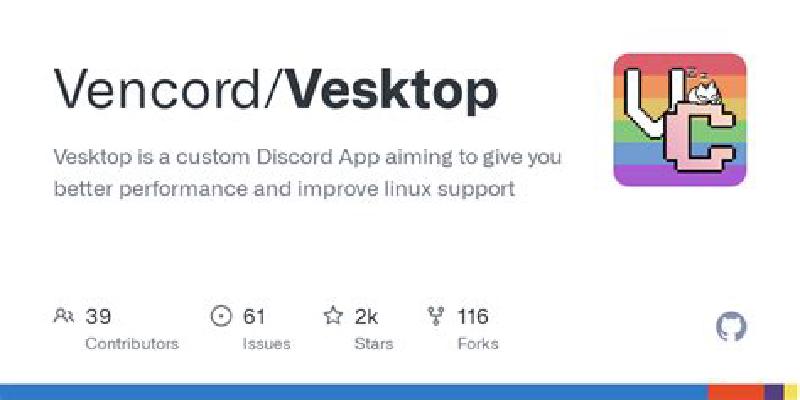 Vencord/Vesktop
VC
Vesktop is a custom Discord App aiming to give you
better performance and improve linux support
39
Contributors
61
Issues
2k
Stars
116
Forks